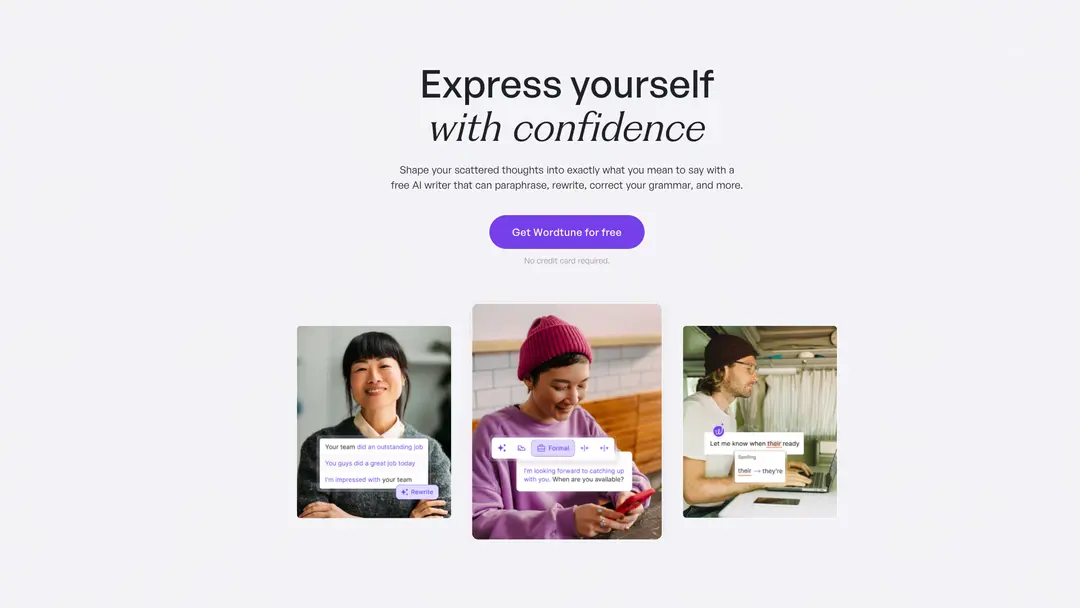 Express yourself
with confidence
Shape your scattered thoughts into exactly what you mean to say with a
free AI writer that can paraphrase, rewrite, correct your grammar, and more.
Get Wordtune for free
No credit card required.
Your team did an outstanding job
You guys did a great job today
I'm impressed with your team
Rewrite
Formal
I'm looking forward to catching up
with you. When are you available?
Let me know when their ready
Spelling
their → they're